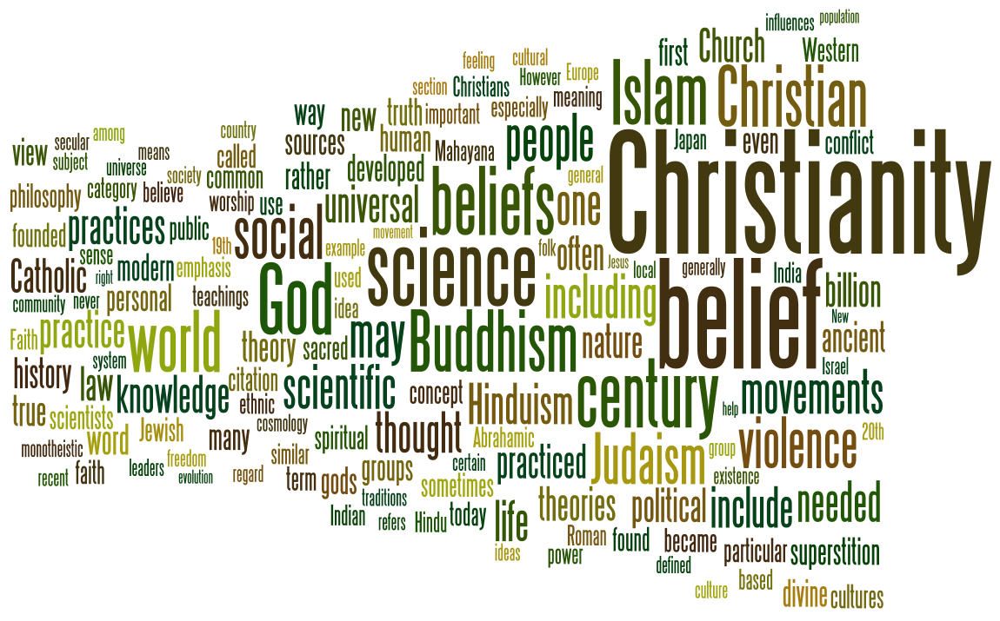 population
influences
Church
first
Western
feeling
cultural
Europe
However
section
Christians
meaning
Islam
Christian
way
new
truth
important
especially
country
among
secular
means
view
subject
universe
sources
human
Mahayana
people
Japan
even
conflict
Christianity
called
society
common
rather
developed
general
philosophy
category
believe
worship
use
universal
beliefs
one
founded
practices
public
19th
social
example
movement
science
folk
often
Jesus
local
generally
India
billion
belief
Catholic
sense
right
modern
emphasis
God
used
including
New
community
never
personal
teachings
idea
Faith
practice
world
theory
sacred
may
Buddhism
nature
ancient
Israel
history
system
law
knowledge
citation
ethnic
scientific
concept
Hinduism
century
help
movements
true
scientists
cosmology
word
Jewish
many
spiritual
thought
Abrahamic
violence
20th
monotheistic
freedom
similar
certain
practiced
Judaism
group
recent
faith
leaders
evolution
regard
term
gods
groups
sometimes
existence
traditions
theories
political
include
needed
Indian
refers
Hindu
today
life
Roman
found
became
particular
superstition
ideas
power
defined
culture
based
divine
cultures